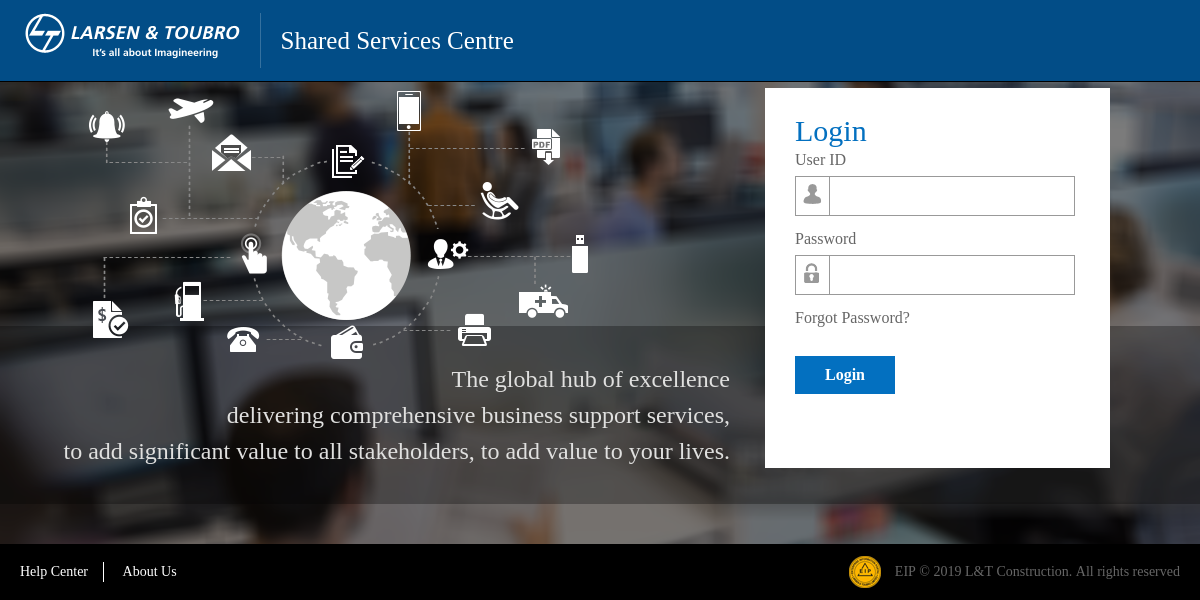 LARSEN & TOUBRO
It's all about Imagineering
Shared Services Centre
PDF
$
Login
User ID
Password
Forgot Password?
Login
The global hub of excellence
delivering comprehensive business support services,
to add significant value to all stakeholders, to add value to your lives.
Help Center
About Us
EIP
EIP © 2019 L&T Construction. All rights reserved